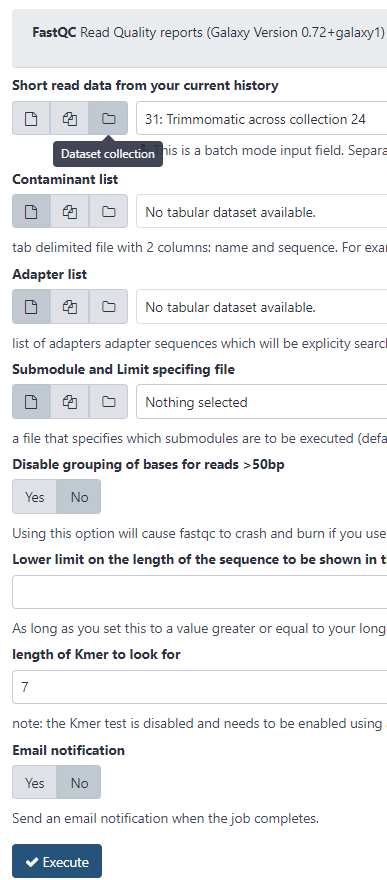 FastQC Read Quality reports (Galaxy Version 0.72+galaxy1)
Short read data from your current history
31: Trimmomatic across collection 24
Dataset collection
This is a batch mode input field. Separa
Contaminant list
No tabular dataset available.
tab delimited file with 2 columns: name and sequence. For exa
Adapter list
No tabular dataset available.
list of adapters adapter sequences which will be explicity searc
Submodule and Limit specifing file
Nothing selected
a file that specifies which submodules are to be executed (defa
Disable grouping of bases for reads >50bp
Yes No
Using this option will cause fastqc to crash and burn if you use
Lower limit on the length of the sequence to be shown in t
As long as you set this to a value greater or equal to your long
length of Kmer to look for
7
note: the Kmer test is disabled and needs to be enabled using
Email notification
Yes No
Send an email notification when the job completes.
Execute